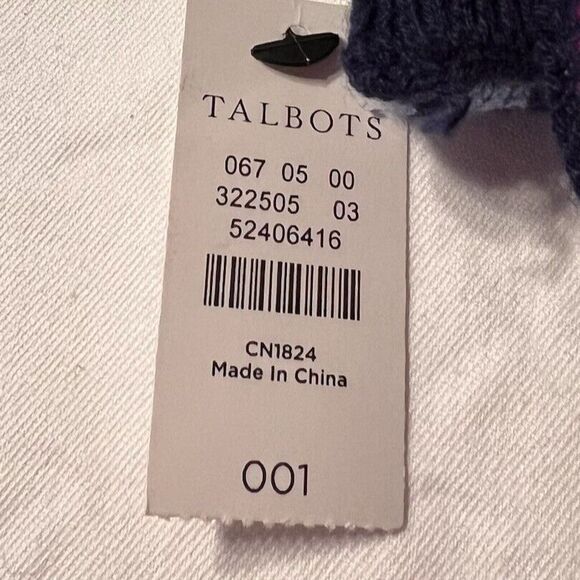 TALBOTS
067 05 00
322505 03
52406416
CN1824
Made In China
001